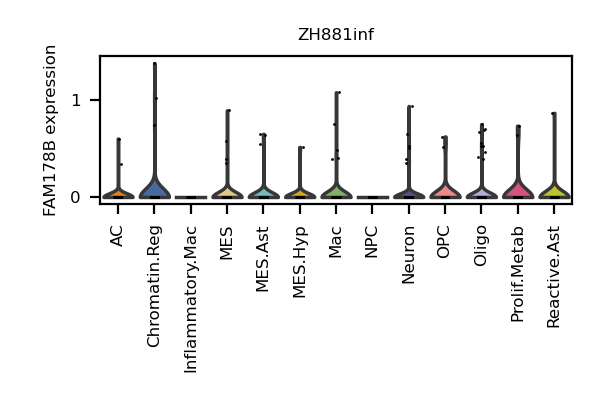 ZH881inf
FAM178B expression
1
0
AC
Chromatin.Reg
Inflammatory.Mac
MES
MES.Ast
MES.Hyp
Mac
NPC
Neuron
OPC
Oligo
Prolif.Metab
Reactive.Ast